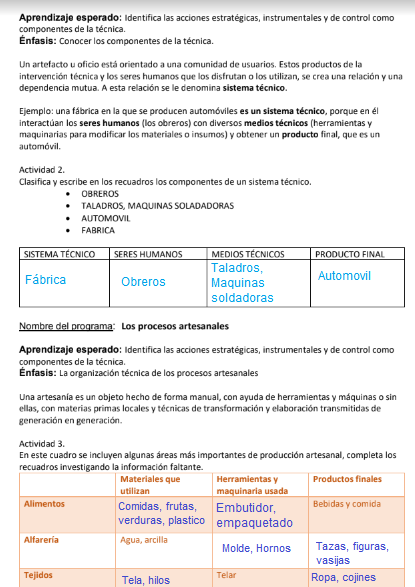 Aprendizaje esperado: Identifica las acciones estratégicas, instrumentales y de control como
componentes de la técnica.
Énfasis: Conocer los componentes de la técnica.
Un artefacto u oficio está orientado a una comunidad de usuarios. Estos productos de la
intervención técnica y los seres humanos que los disfrutan o los utilizan, se crea una relación y una
dependencia mutua. A esta relación se le denomina sistema técnico.
Ejemplo: una fábrica en la que se producen automóviles es un sistema técnico, porque en él
interactúan los seres humanos (los obreros) con diversos medios técnicos (herramientas y
maquinarias para modificar los materiales o insumos) y obtener un producto final, que es un
automóvil.
Actividad 2.
Clasifica y escribe en los recuadros los componentes de un sistema técnico.
• OBREROS
• TALADROS, MAQUINAS SOLADADORAS
• AUTOMOVIL
• FABRICA
SISTEMA TÉCNICO SERES HUMANOS MEDIOS TÉCNICOS PRODUCTO FINAL
Fábrica Obreros Taladros, Automovil
Maquinas
soldadoras
Nombre del programa: Los procesos artesanales
Aprendizaje esperado: Identifica las acciones estratégicas, instrumentales y de control como
componentes de la técnica.
Énfasis: La organización técnica de los procesos artesanales
Una artesanía es un objeto hecho de forma manual, con ayuda de herramientas y máquinas o sin
ellas, con materias primas locales y técnicas de transformación y elaboración transmitidas de
generación en generación.
Actividad 3.
En este cuadro se incluyen algunas áreas más importantes de producción artesanal, completa los
recuadros investigando la información faltante.
Materiales que Herramientas y Productos finales
utilizan maquinaria usada
Alimentos Comidas, frutas, Embutidor, Bebidas y comida
verduras, plastico empaquetado
Alfarería Agua, arcilla Molde, Hornos Tazas, figuras,
vasijas
Tejidos Tela, hilos Telar Ropa, cojines